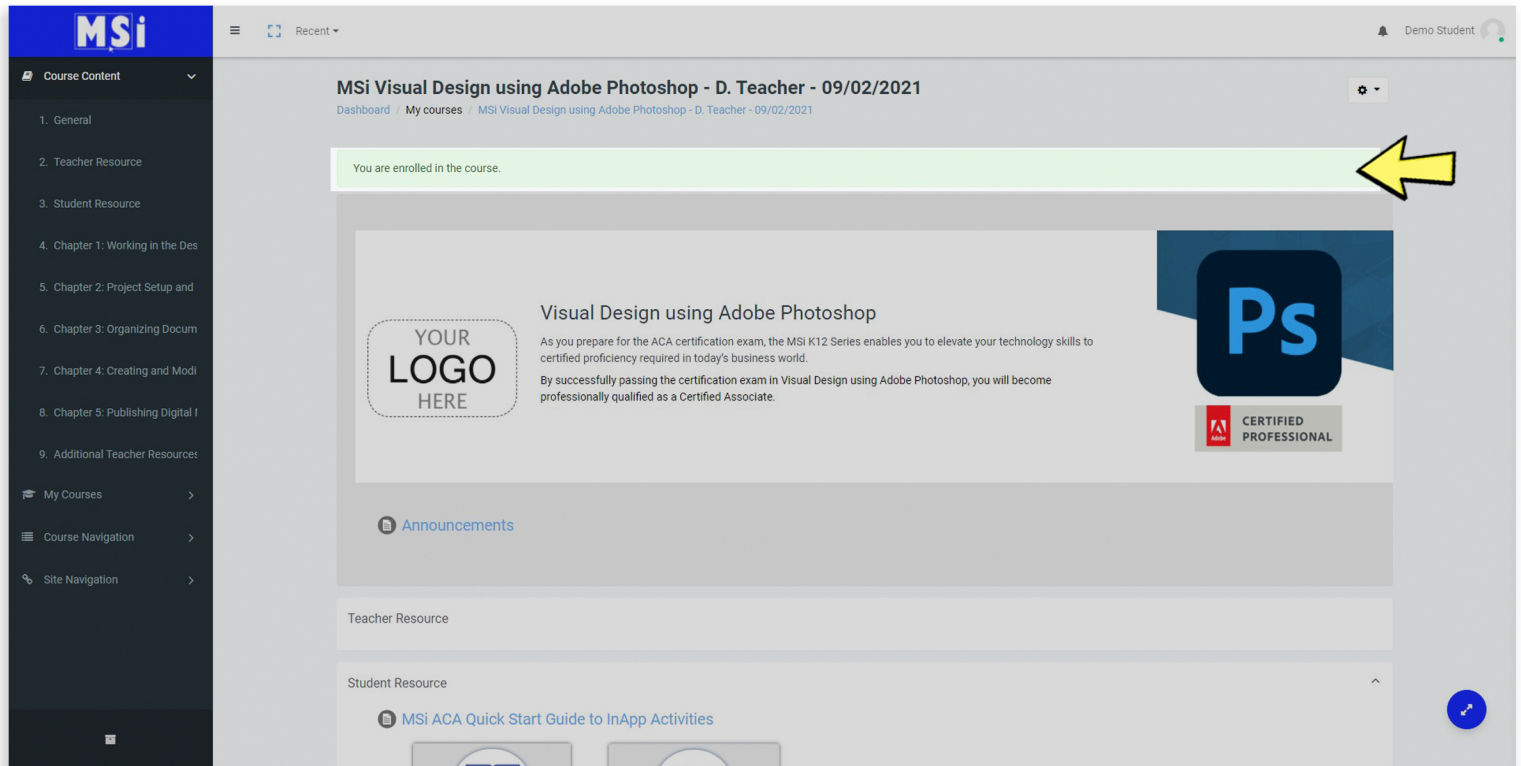 MSi
Recent
Demo Student
Course Content
1. General
2. Teacher Resource
3. Student Resource
4. Chapter 1: Working in the Des
5. Chapter 2: Project Setup and
6. Chapter 3: Organizing Docum
7. Chapter 4: Creating and Modi
8. Chapter 5: Publishing Digital
9. Additional Teacher Resources
My Courses
Course Navigation
Site Navigation
MSi Visual Design using Adobe Photoshop - D. Teacher - 09/02/2021
Dashboard / My courses / MSi Visual Design using Adobe Photoshop - D. Teacher - 09/02/2021
You are enrolled in the course.
YOUR
LOGO
HERE
Visual Design using Adobe Photoshop
As you prepare for the ACA certification exam, the MSi K12 Series enables you to elevate your technology skills to
certified proficiency required in today's business world.
By successfully passing the certification exam in Visual Design using Adobe Photoshop, you will become
professionally qualified as a Certified Associate.
Ps
Adobe
CERTIFIED
PROFESSIONAL
Announcements
Teacher Resource
Student Resource
MSi ACA Quick Start Guide to InApp Activities